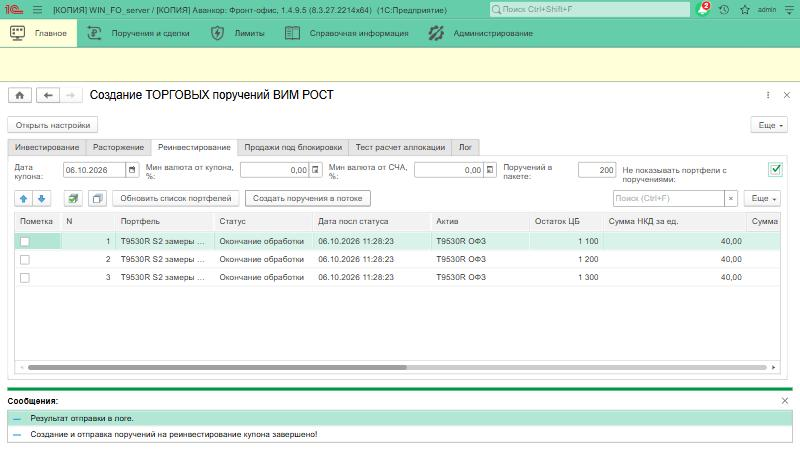 [КОПИЯ] WIN_FO_server / [КОПИЯ] Аванкор: Фронт-офис, 1.4.9.5 (8.3.27.2214x64) (1С:Предприятие)
Поиск Ctrl+Shift+F
2
admin
Главное
Поручения и сделки
Лимиты
Справочная информация
Администрирование
Создание ТОРГОВЫХ поручений ВИМ РОСТ
Открыть настройки
Еще
Инвестирование
Расторжение
Реинвестирование
Продажи под блокировки
Тест расчет аллокации
Лог
Дата купона:
06.10.2026
Мин валюта от купона, %:
0,00
Мин валюта от СЧА, %:
0,00
Поручений в пакете:
200
Не показывать портфели с поручениями:
Обновить список портфелей
Создать поручения в потоке
Поиск (Ctrl+F)
×
Еще
Пометка N Портфель Статус Дата посл статуса Актив Остаток ЦБ Сумма НКД за ед. Сумма
1 T9530R S2 замеры ... Окончание обработки 06.10.2026 11:28:23 T9530R ОФЗ 1 100 40,00
2 T9530R S2 замеры ... Окончание обработки 06.10.2026 11:28:23 T9530R ОФЗ 1 200 40,00
3 T9530R S2 замеры ... Окончание обработки 06.10.2026 11:28:23 T9530R ОФЗ 1 300 40,00
Сообщения:
Результат отправки в логе.
Создание и отправка поручений на реинвестирование купона завершено!